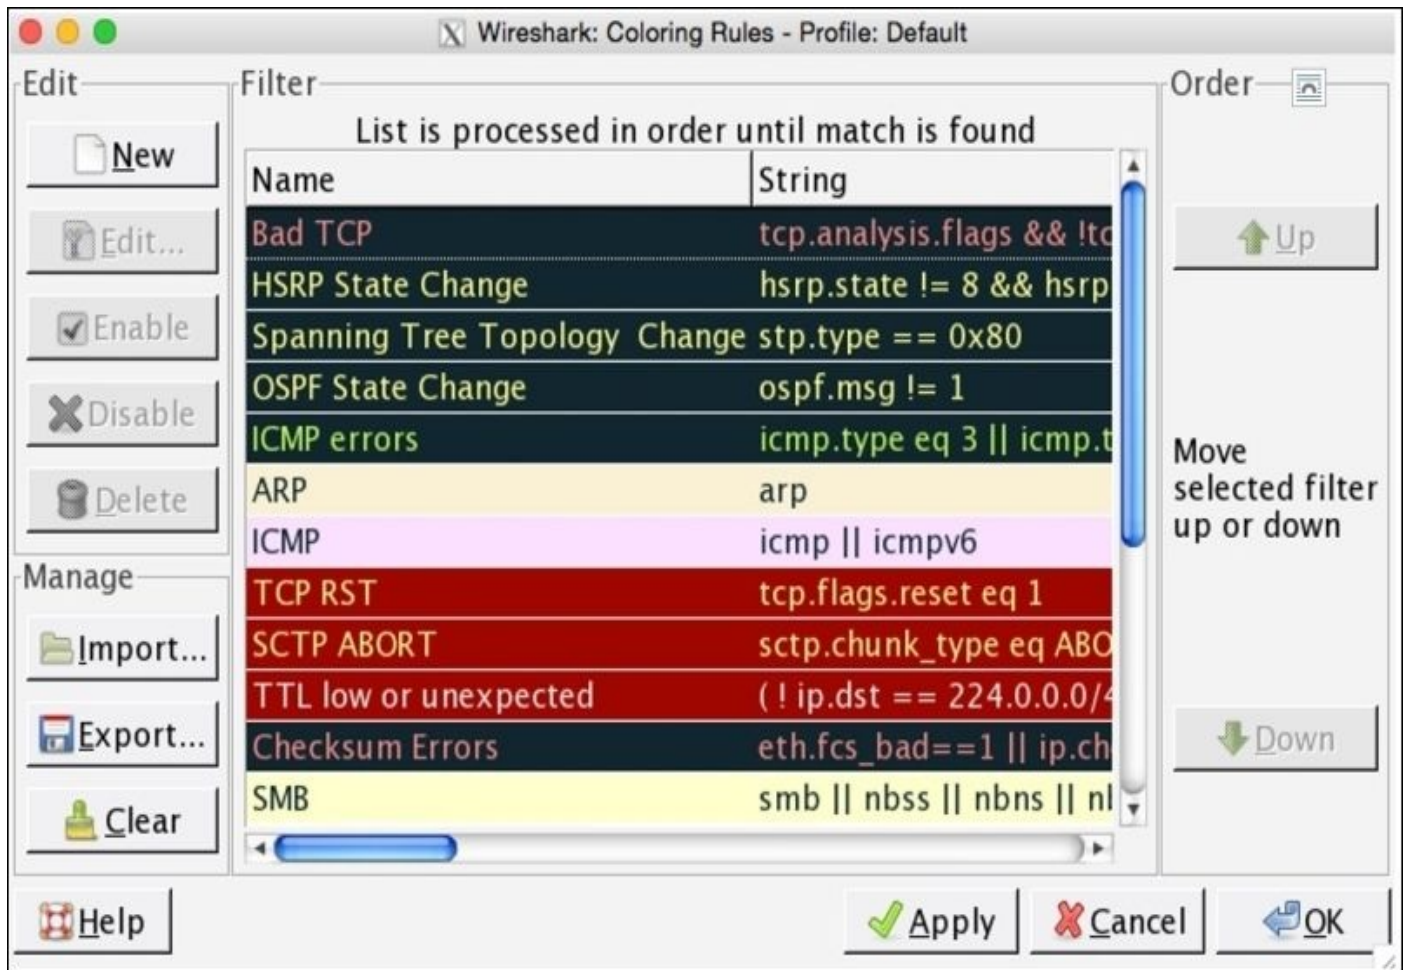 Wireshark: Coloring Rules - Profile: Default
Edit
New
Edit...
Enable
Disable
Delete
Manage
Import...
Export...
Clear
Filter
List is processed in order until match is found
Name String
Bad TCP tcp.analysis.flags && !tc
HSRP State Change hsrp.state != 8 && hsrp
Spanning Tree Topology  Change stp.type == 0x80
OSPF State Change ospf.msg != 1
ICMP errors icmp.type eq 3 || icmp.t
ARP arp
ICMP icmp || icmpv6
TCP RST tcp.flags.reset eq 1
SCTP ABORT sctp.chunk_type eq ABO
TTL low or unexpected ( ! ip.dst == 224.0.0.0/4
Checksum Errors eth.fcs_bad==1 || ip.ch
SMB smb || nbss || nbns || nl
Order
Up
Move
selected filter
up or down
Down
Help
Apply
Cancel
OK